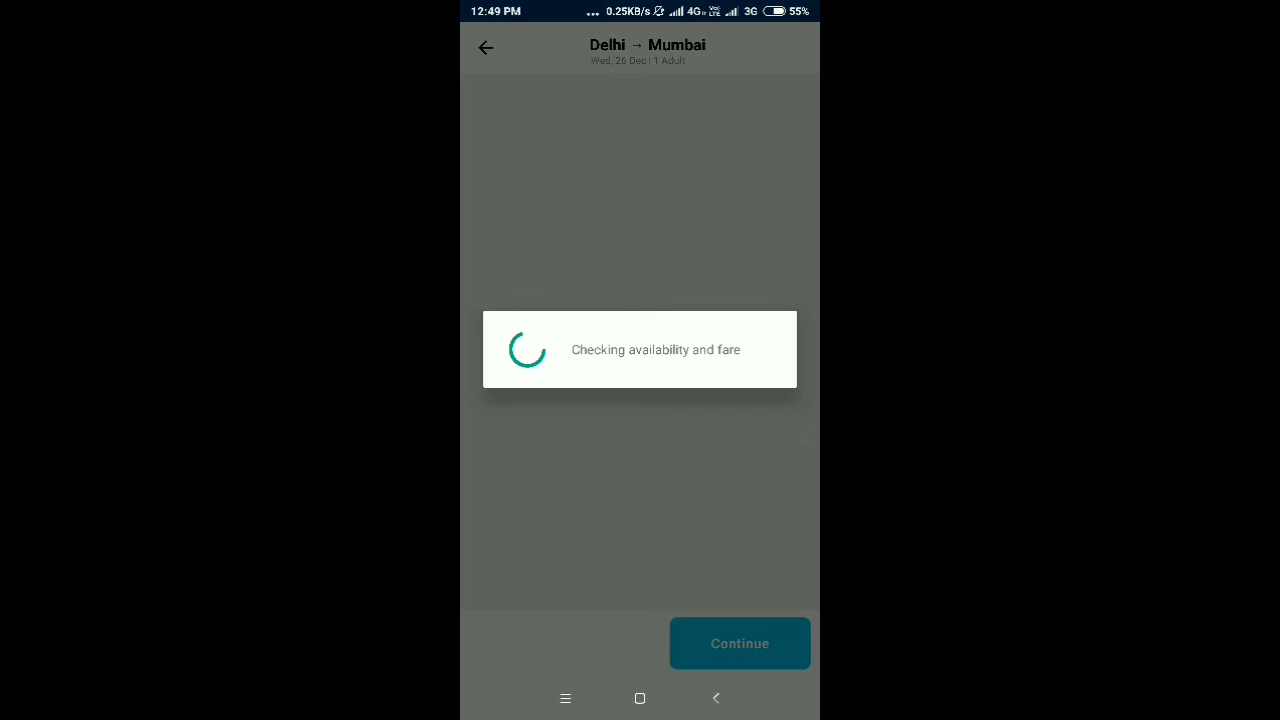 12:49 PM ... 0.25KB/s 4G VoLTE 3G 55%
Delhi → Mumbai
Wed, 26 Dec | 1 Adult
Checking availability and fare
Continue